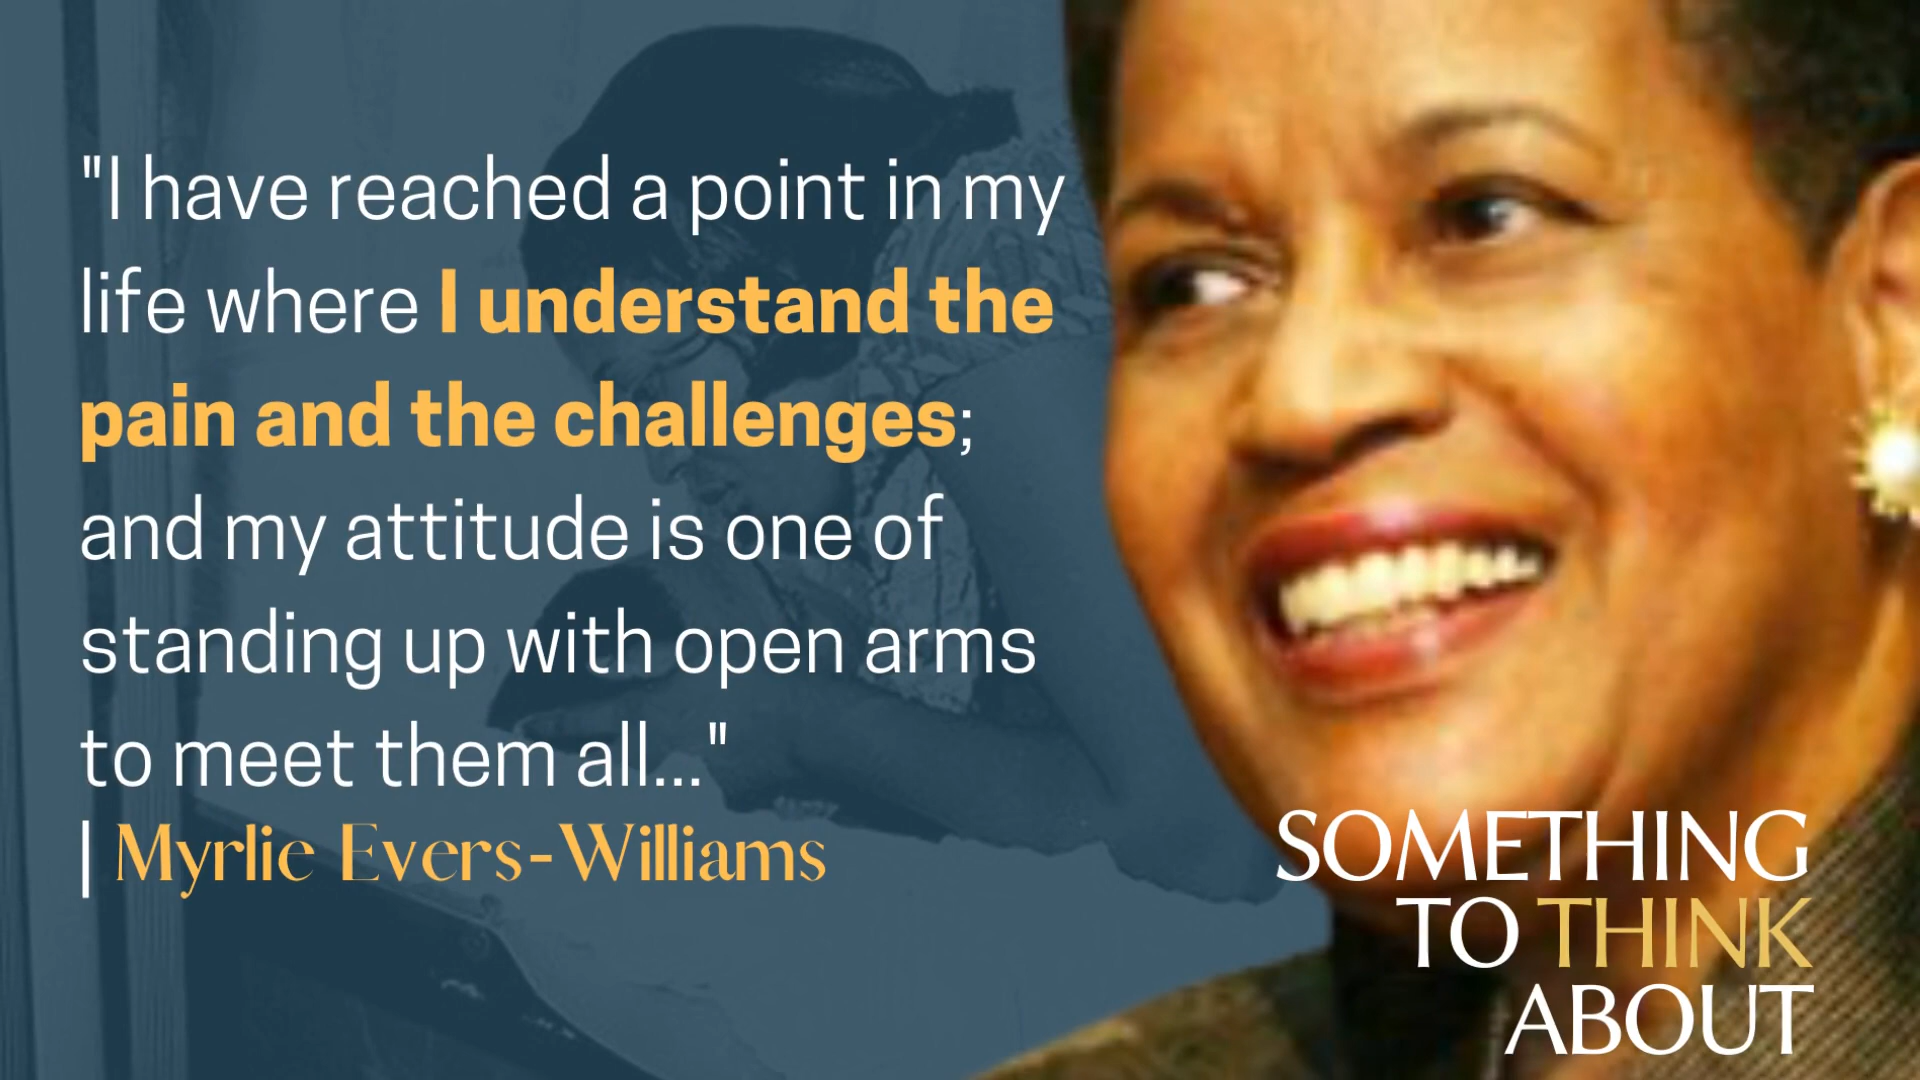 "I have reached a point in my
life where I understand the
pain and the challenges;
and my attitude is one of
standing up with open arms
to meet them all..."
| Myrlie Evers-Williams
SOMETHING
TO THINK
ABOUT